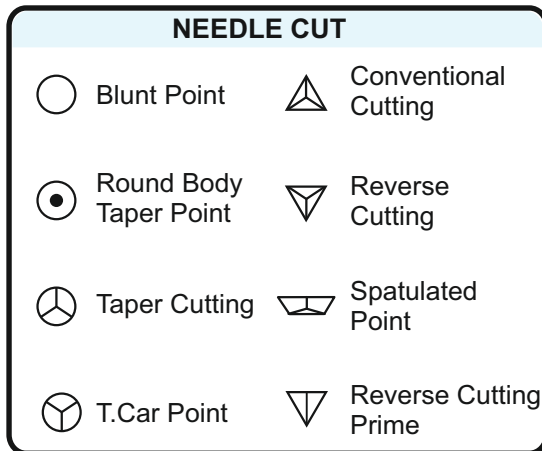 NEEDLE CUT
Blunt Point
Conventional
Cutting
Round Body
Taper Point
Reverse
Cutting
Taper Cutting
Spatulated
Point
T.Car Point
Reverse Cutting
Prime